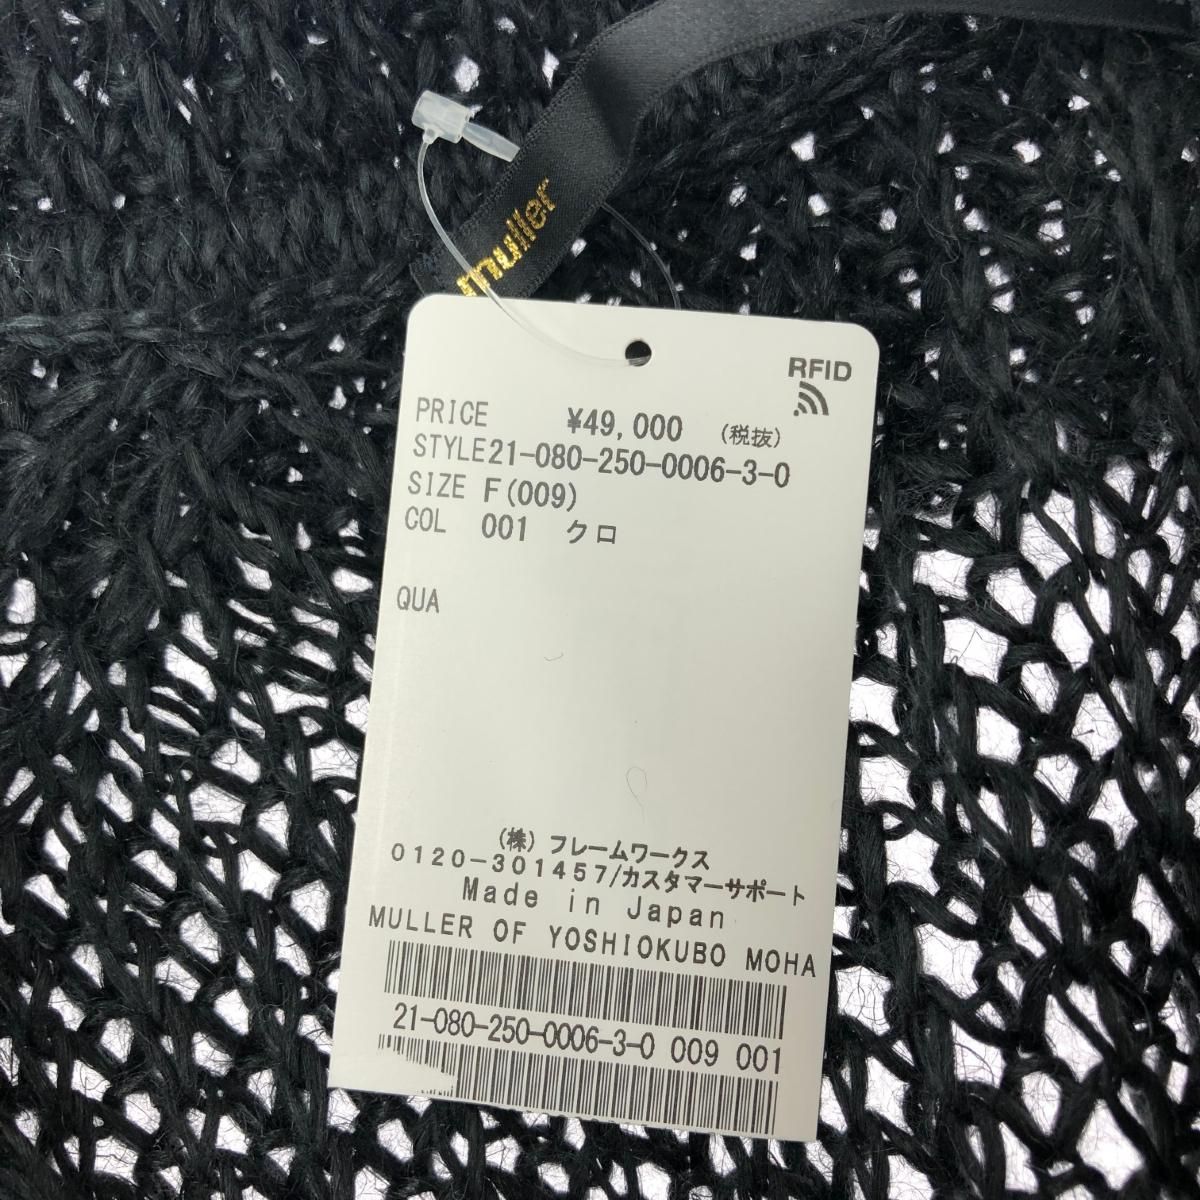 muller
RFID
PRICE ¥49,000 (税抜)
STYLE21-080-250-0006-3-0
SIZE F(009)
COL 001 クロ
QUA
(株) フレームワークス
0120-301457/カスタマーサポート
Made in Japan
MULLER OF YOSHIOKUBO MOHA
21-080-250-0006-3-0 009 001